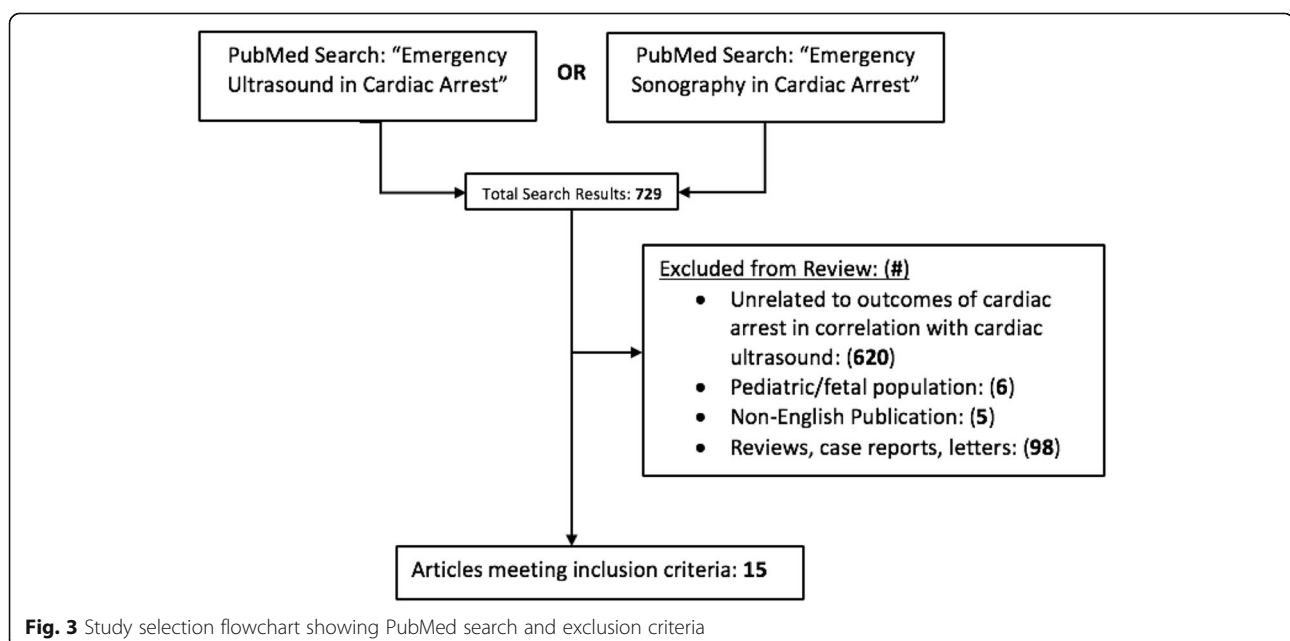 PubMed Search: “Emergency
Ultrasound in Cardiac Arrest”
OR
PubMed Search: “Emergency
Sonography in Cardiac Arrest”
Total Search Results: 729
Excluded from Review: (#)
• Unrelated to outcomes of cardiac
arrest in correlation with cardiac
ultrasound: (620)
• Pediatric/fetal population: (6)
• Non-English Publication: (5)
• Reviews, case reports, letters: (98)
Articles meeting inclusion criteria: 15
Fig. 3 Study selection flowchart showing PubMed search and exclusion criteria